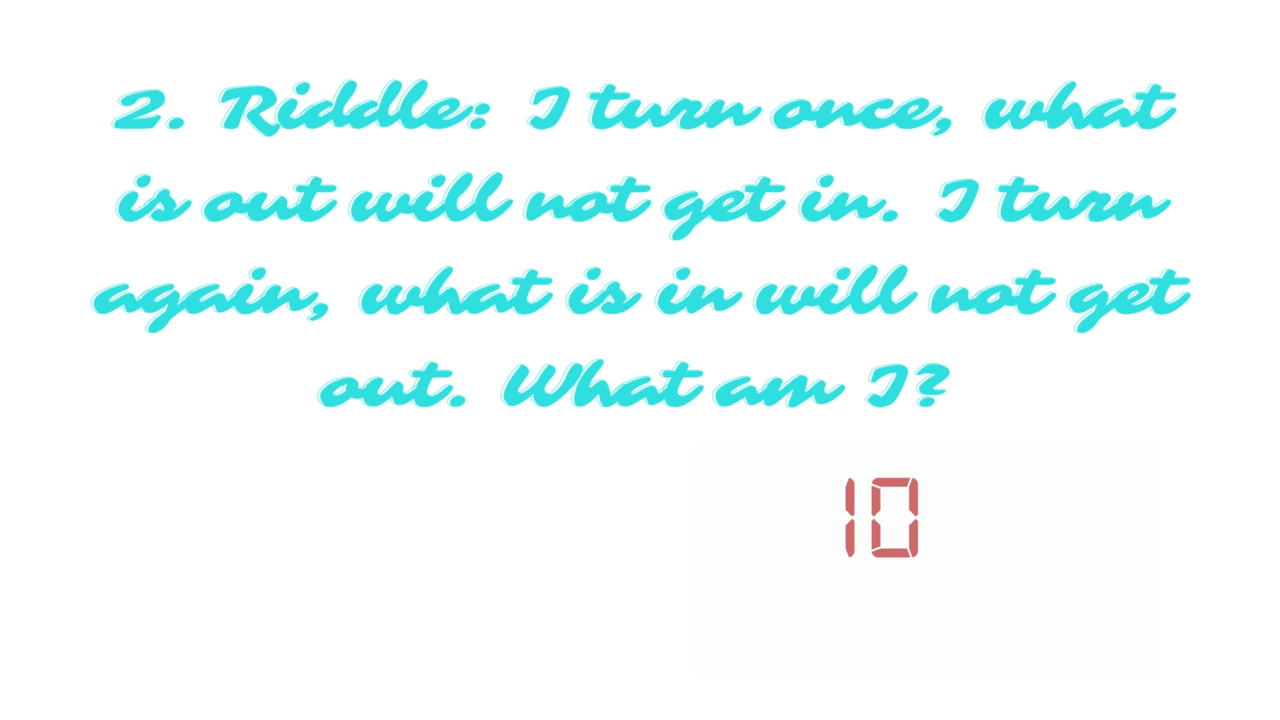 2. Riddle: I turn once, what
is out will not get in. I turn
again, what is in will not get
out. What am I?
10